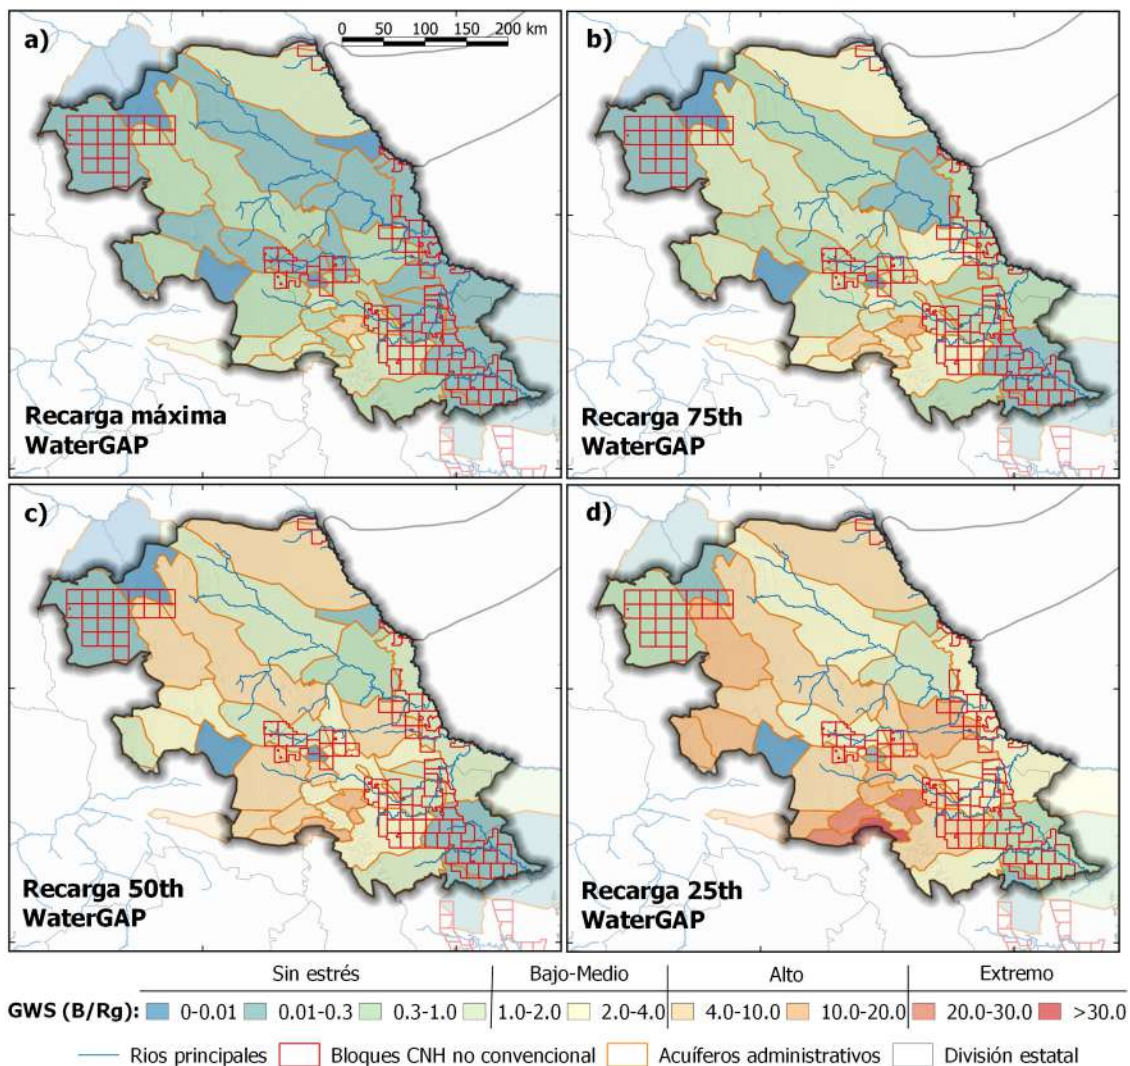 a)
0 50 100 150 200 km
b)
Recarga máxima
WaterGAP
Recarga 75th
WaterGAP
c)
d)
Recarga 50th
WaterGAP
Recarga 25th
WaterGAP
Sin estrés Bajo-Medio Alto Extremo
GWS (B/Rg): 0-0.01 0.01-0.3 0.3-1.0 1.0-2.0 2.0-4.0 4.0-10.0 10.0-20.0 20.0-30.0 >30.0
Rios principales Bloques CNH no convencional Acuíferos administrativos División estatal